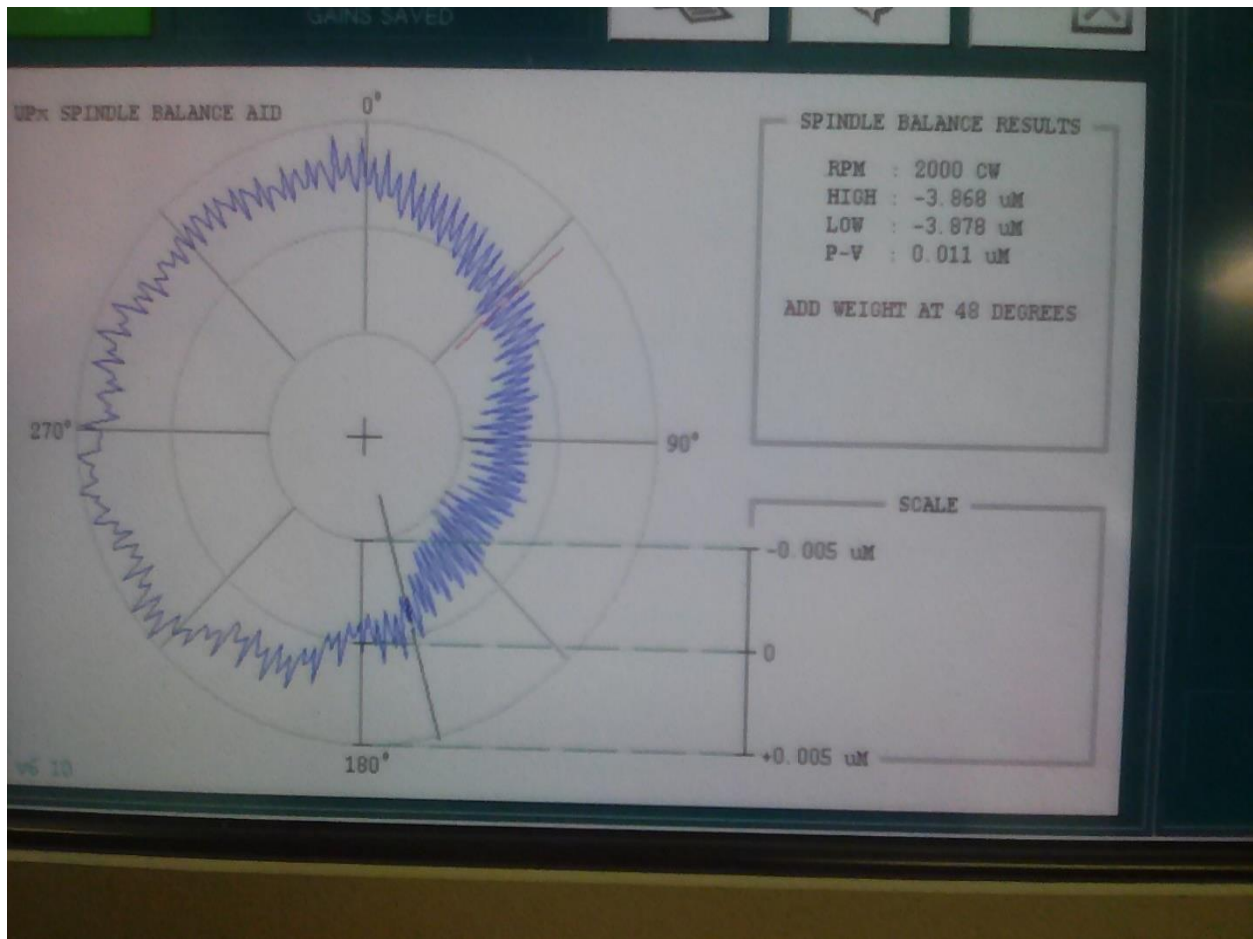 GAINS SAVED
UPx SPINDLE BALANCE AID
0°
270°
90°
180°
SPINDLE BALANCE RESULTS
RPM : 2000 CW
HIGH : -3.868 uM
LOW : -3.878 uM
P-V : 0.011 uM
ADD WEIGHT AT 48 DEGREES
SCALE
-0.005 uM
0
+0.005 uM